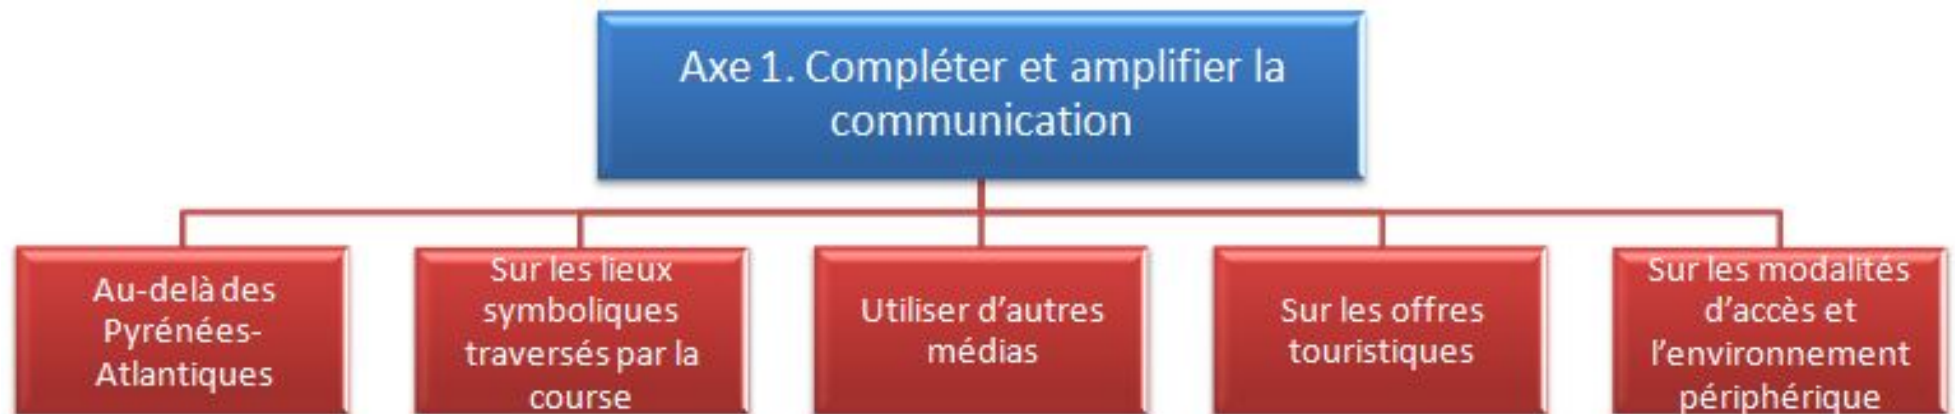 Axe 1. Compléter et amplifier la
communication
Au-delà des
Pyrénées-
Atlantiques
Sur les lieux
symboliques
traversés par la
course
Utiliser d’autres
médias
Sur les offres
touristiques
Sur les modalités
d’accès et
l’environnement
périphérique